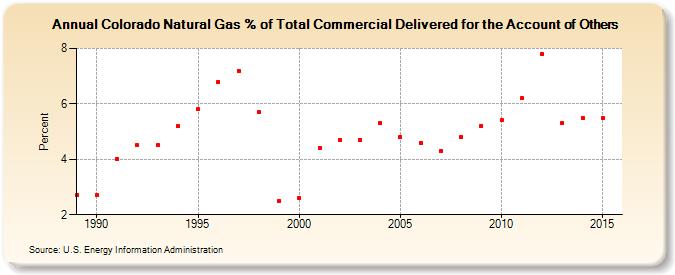 Annual Colorado Natural Gas % of Total Commercial Delivered for the Account of Others
Percent
8
6
4
2
1990 1995 2000 2005 2010 2015
Source: U.S. Energy Information Administration